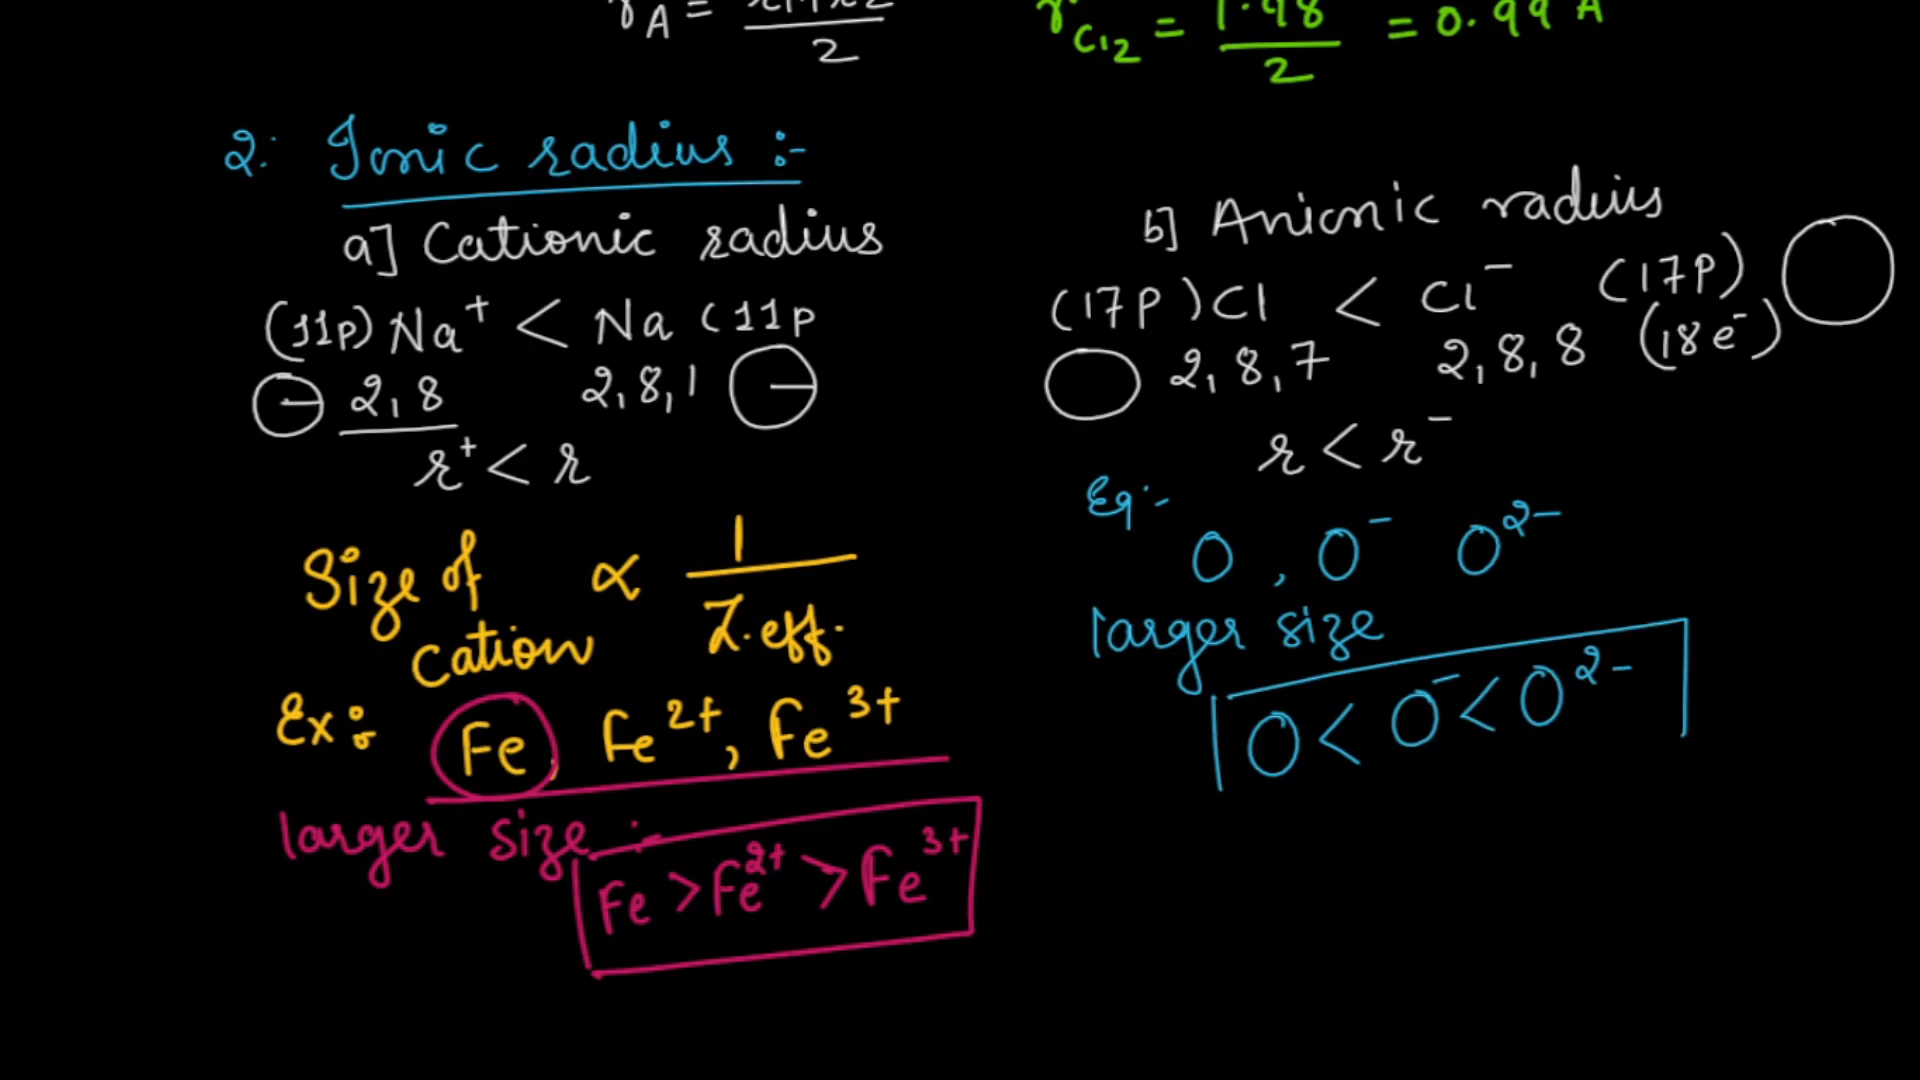 r_A = 2
r_Cl2 = 1.98 / 2 = 0.99 A
2. Ionic radius :-
a] Cationic radius
(11p) Na⁺ < Na (11p
2,8 2,8,1
r⁺ < r
Size of Cation ∝ 1 / Z.eff.
Ex: Fe, Fe²⁺, Fe³⁺
larger size :-
Fe > Fe²⁺ > Fe³⁺
b] Anionic radius
(17P) Cl < Cl⁻ (17P)
2,8,7 2,8,8 (18e⁻)
r < r⁻
Eg:-
O , O⁻ O²⁻
larger size
O < O⁻ < O²⁻